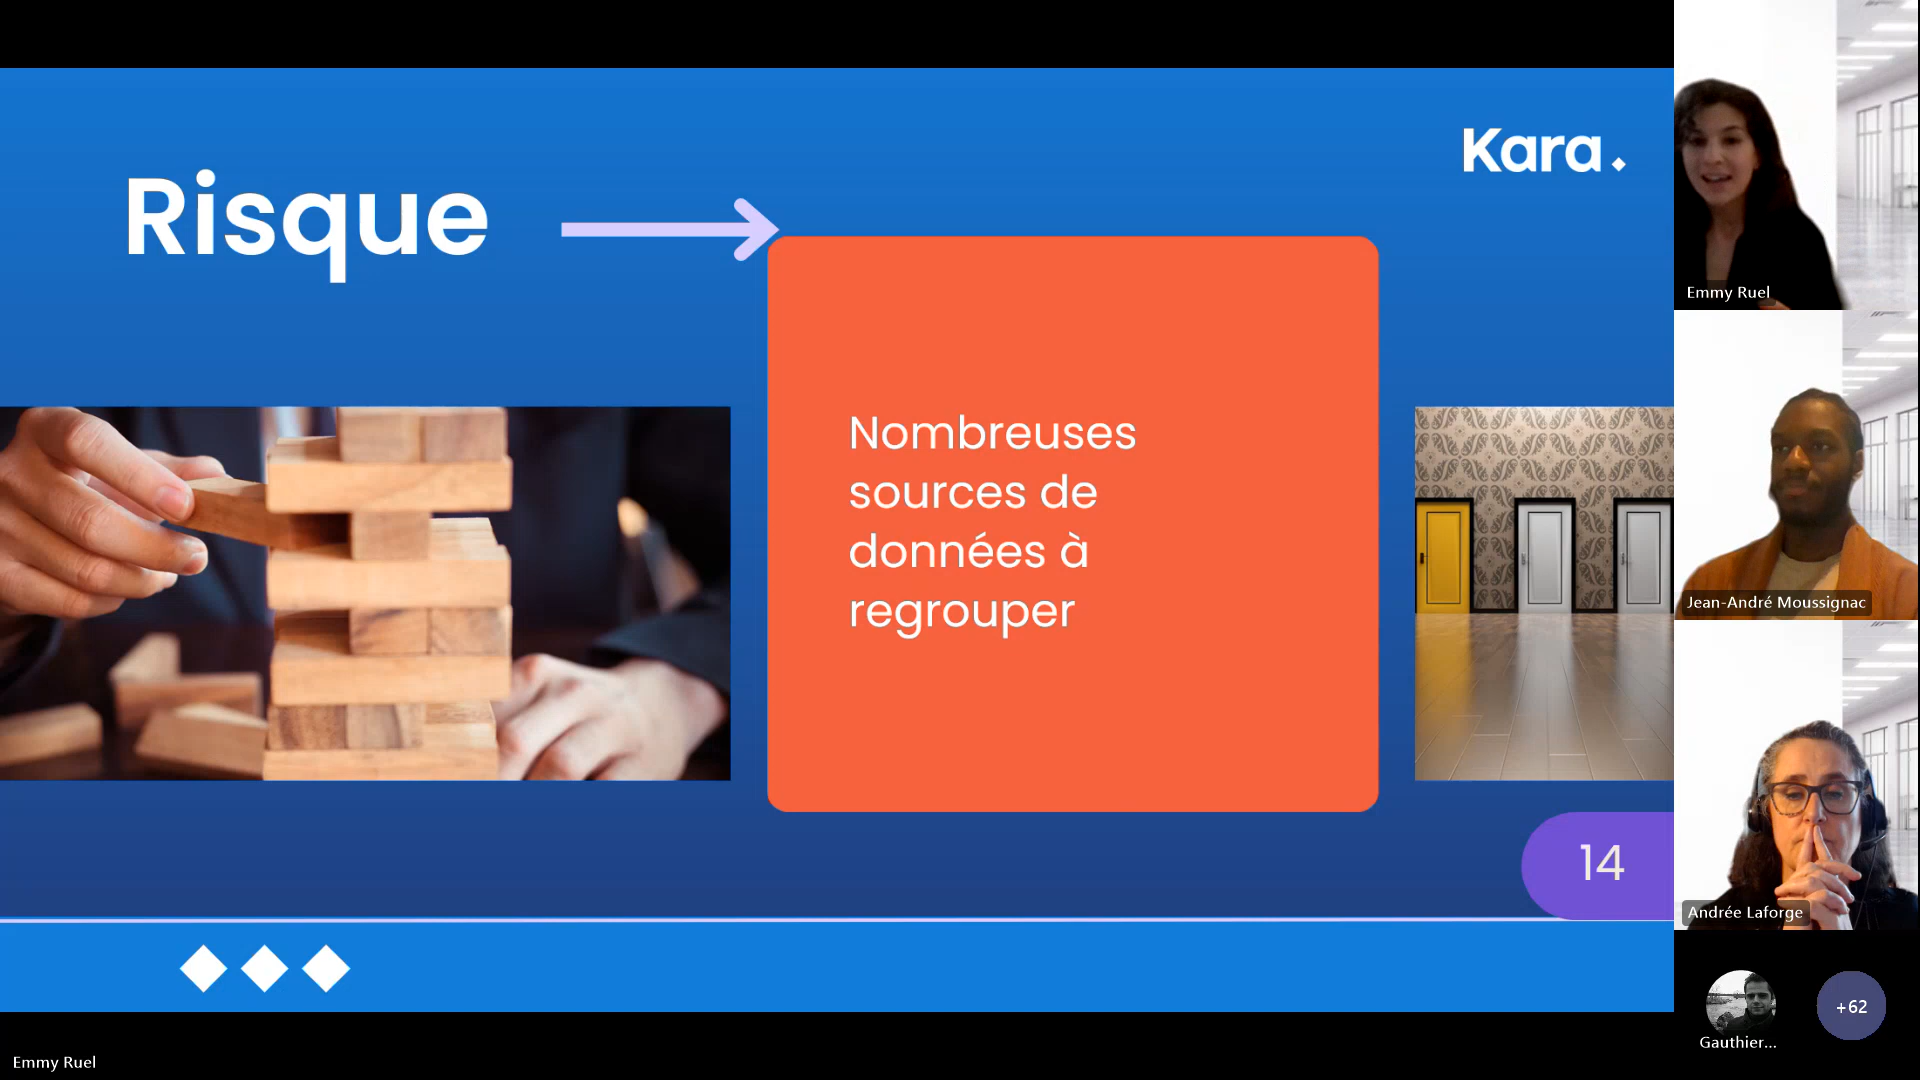 Kara.
Risque
Nombreuses
sources de
données à
regrouper
14
Emmy Ruel
Jean-André Moussignac
Andrée Laforge
Gauthier...
+62
Emmy Ruel